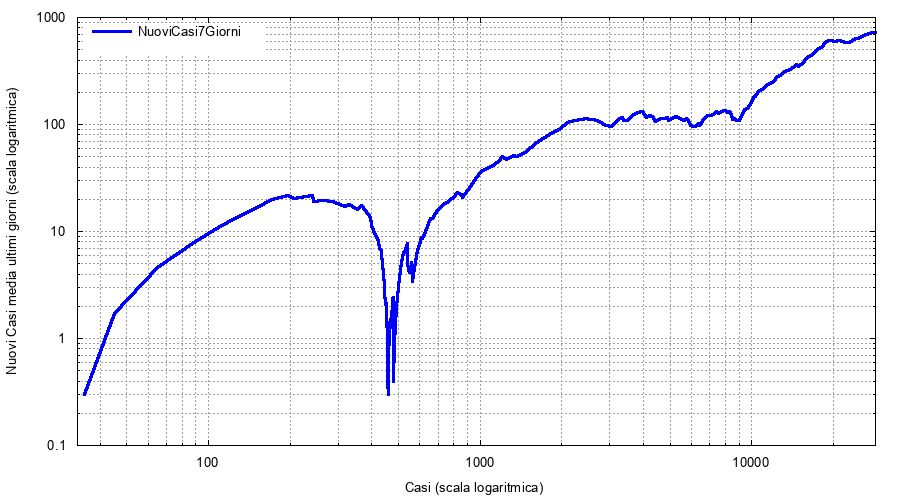 1000
NuoviCasi7Giorni
100
10
1
0.1
Nuovi Casi media ultimi giorni (scala logaritmica)
100 1000 10000
Casi (scala logaritmica)